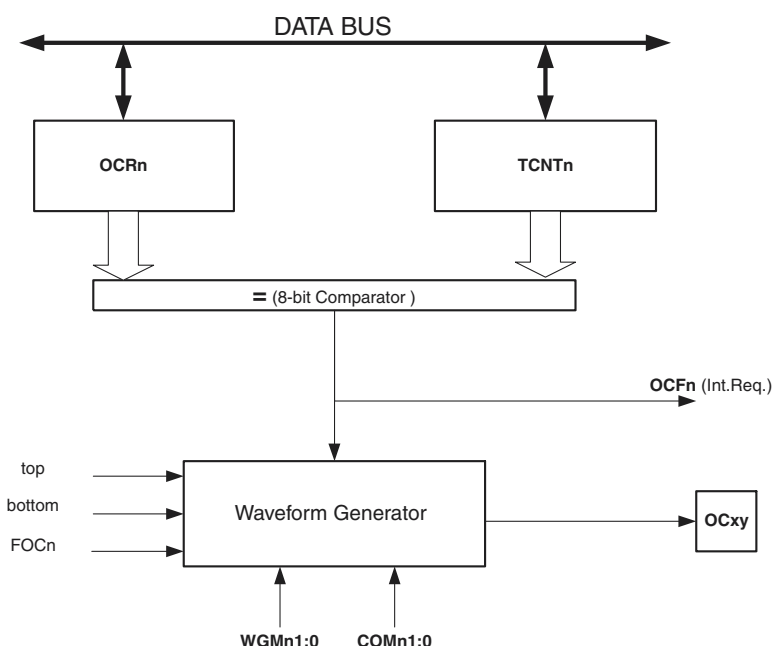 DATA BUS
OCRn
TCNTn
= (8-bit Comparator )
OCFn (Int.Req.)
top
bottom
FOCn
Waveform Generator
OCxy
WGMn1:0
COMn1:0